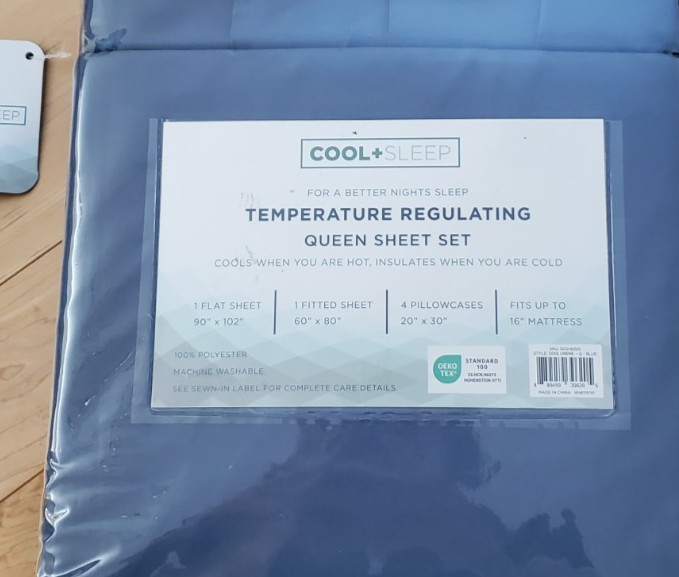 EP
COOL+SLEEP
FOR A BETTER NIGHTS SLEEP
TEMPERATURE REGULATING
QUEEN SHEET SET
COOLS WHEN YOU ARE HOT, INSULATES WHEN YOU ARE COLD
1 FLAT SHEET
90" x 102"
1 FITTED SHEET
60" x 80"
4 PILLOWCASES
20" x 30"
FITS UP TO
16" MATTRESS
100% POLYESTER
MACHINE WASHABLE
SEE SEWN-IN LABEL FOR COMPLETE CARE DETAILS
OEKO
TEX®
STANDARD
100
HOHENSTEIN HTTI
MADE IN CHINA